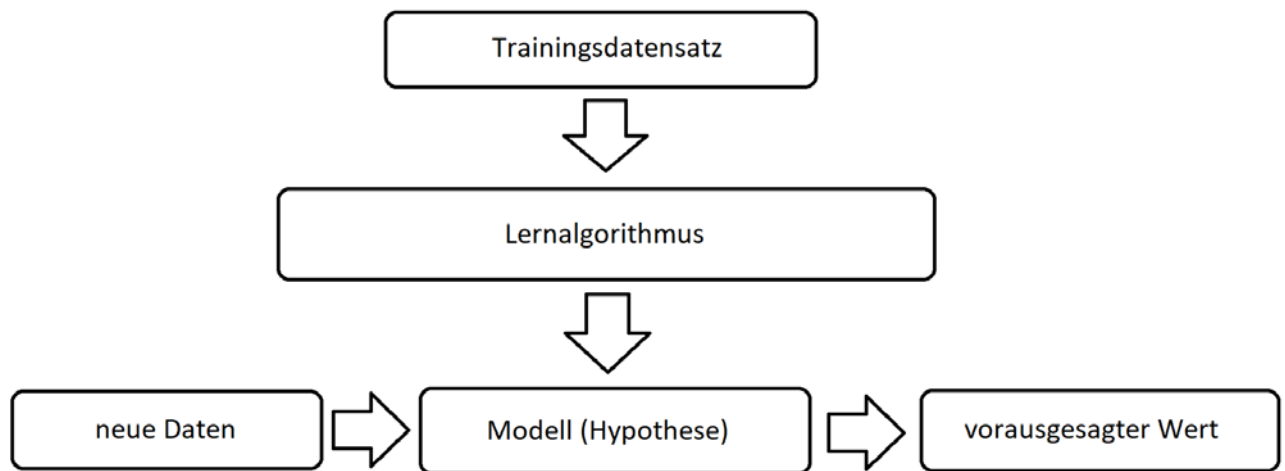 Trainingsdatensatz
Lernalgorithmus
neue Daten
Modell (Hypothese)
vorausgesagter Wert